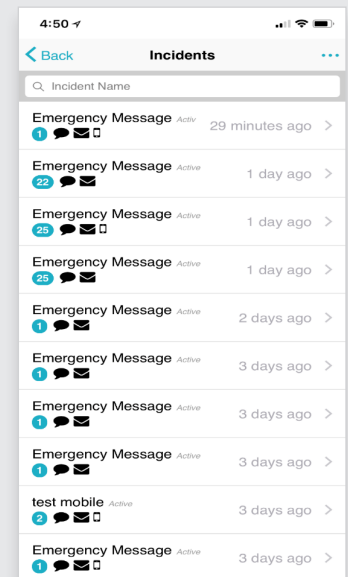 4:50
Back Incidents ...
Incident Name
Emergency Message Activ 29 minutes ago
1
Emergency Message Active 1 day ago
22
Emergency Message Active 1 day ago
25
Emergency Message Active 1 day ago
25
Emergency Message Active 2 days ago
1
Emergency Message Active 3 days ago
1
Emergency Message Active 3 days ago
1
Emergency Message Active 3 days ago
1
test mobile Active 3 days ago
2
Emergency Message Active 3 days ago
1